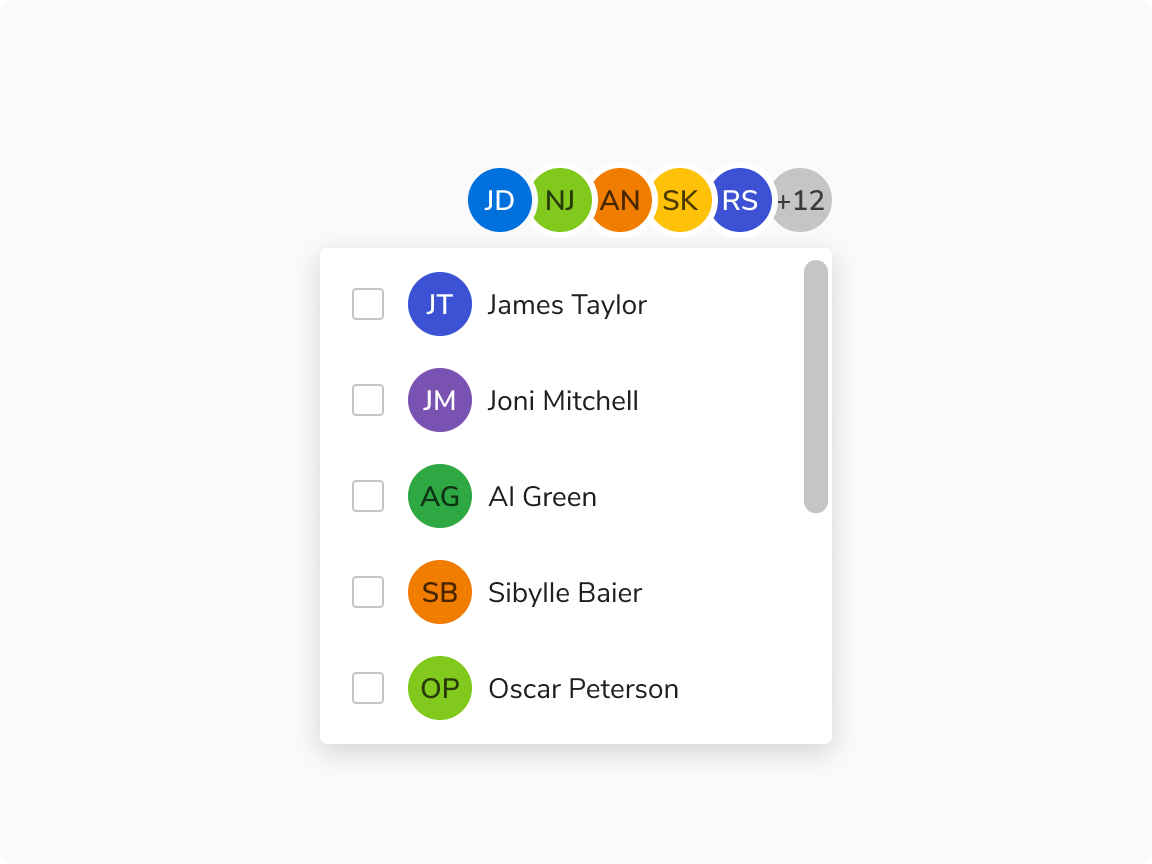 JD NJ AN SK RS +12
JT James Taylor
JM Joni Mitchell
AG Al Green
SB Sibylle Baier
OP Oscar Peterson